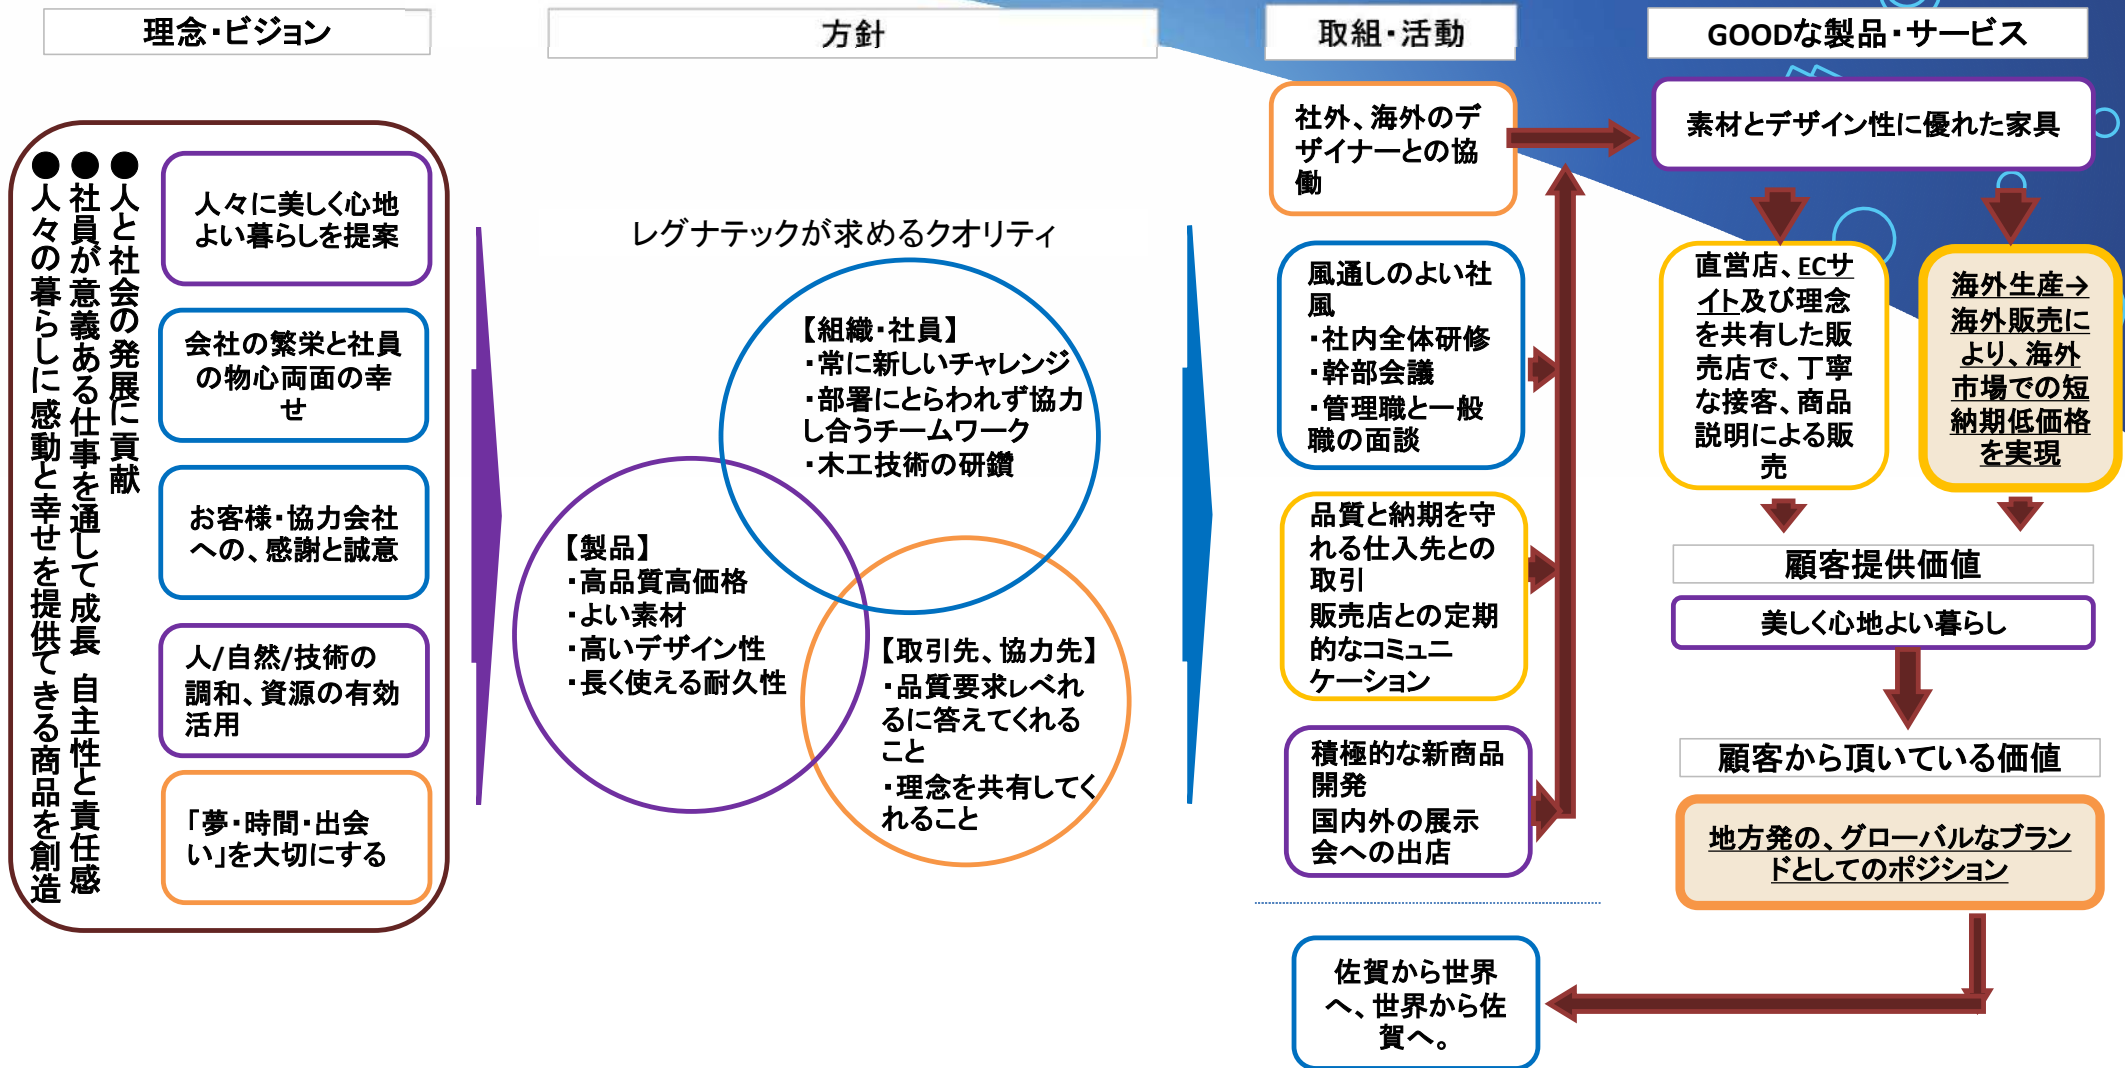 理念・ビジョン
●人と社会の発展に貢献
●社員が意義ある仕事を通して成長 自主性と責任感
●人々の暮らしに感動と幸せを提供できる商品を創造
人々に美しく心地
よい暮らしを提案
会社の繁栄と社員
の物心両面の幸
せ
お客様・協力会社
への、感謝と誠意
人/自然/技術の
調和、資源の有効
活用
「夢・時間・出会
い」を大切にする
方針
レグナテックが求めるクオリティ
【組織・社員】
・常に新しいチャレンジ
・部署にとらわれず協力
し合うチームワーク
・木工技術の研鑽
【製品】
・高品質高価格
・よい素材
・高いデザイン性
・長く使える耐久性
【取引先、協力先】
・品質要求レベれ
るに答えてくれる
こと
・理念を共有してく
れること
取組・活動
社外、海外のデ
ザイナーとの協
働
風通しのよい社
風
・社内全体研修
・幹部会議
・管理職と一般
職の面談
品質と納期を守
れる仕入先との
取引
販売店との定期
的なコミュニ
ケーション
積極的な新商品
開発
国内外の展示
会への出店
佐賀から世界
へ、世界から佐
賀へ。
GOODな製品・サービス
素材とデザイン性に優れた家具
直営店、ECサ
イト及び理念
を共有した販
売店で、丁寧
な接客、商品
説明による販
売
海外生産→
海外販売に
より、海外
市場での短
納期低価格
を実現
顧客提供価値
美しく心地よい暮らし
顧客から頂いている価値
地方発の、グローバルなブラン
ドとしてのポジション